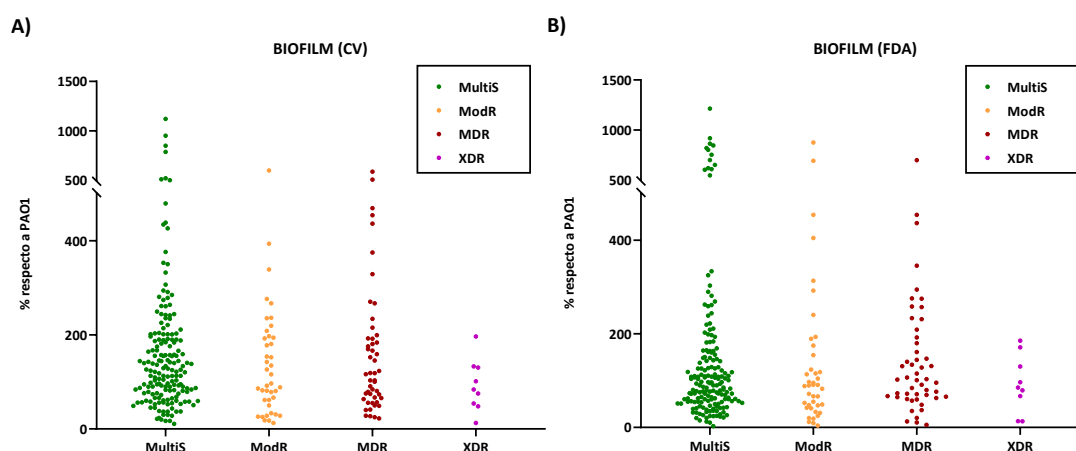 A)
BIOFILM (CV)
MultiS
ModR
MDR
XDR
1500
1000
500
400
200
0
% respecto a PAO1
MultiS ModR MDR XDR
B)
BIOFILM (FDA)
MultiS
ModR
MDR
XDR
1500
1000
500
400
200
0
% respecto a PAO1
MultiS ModR MDR XDR